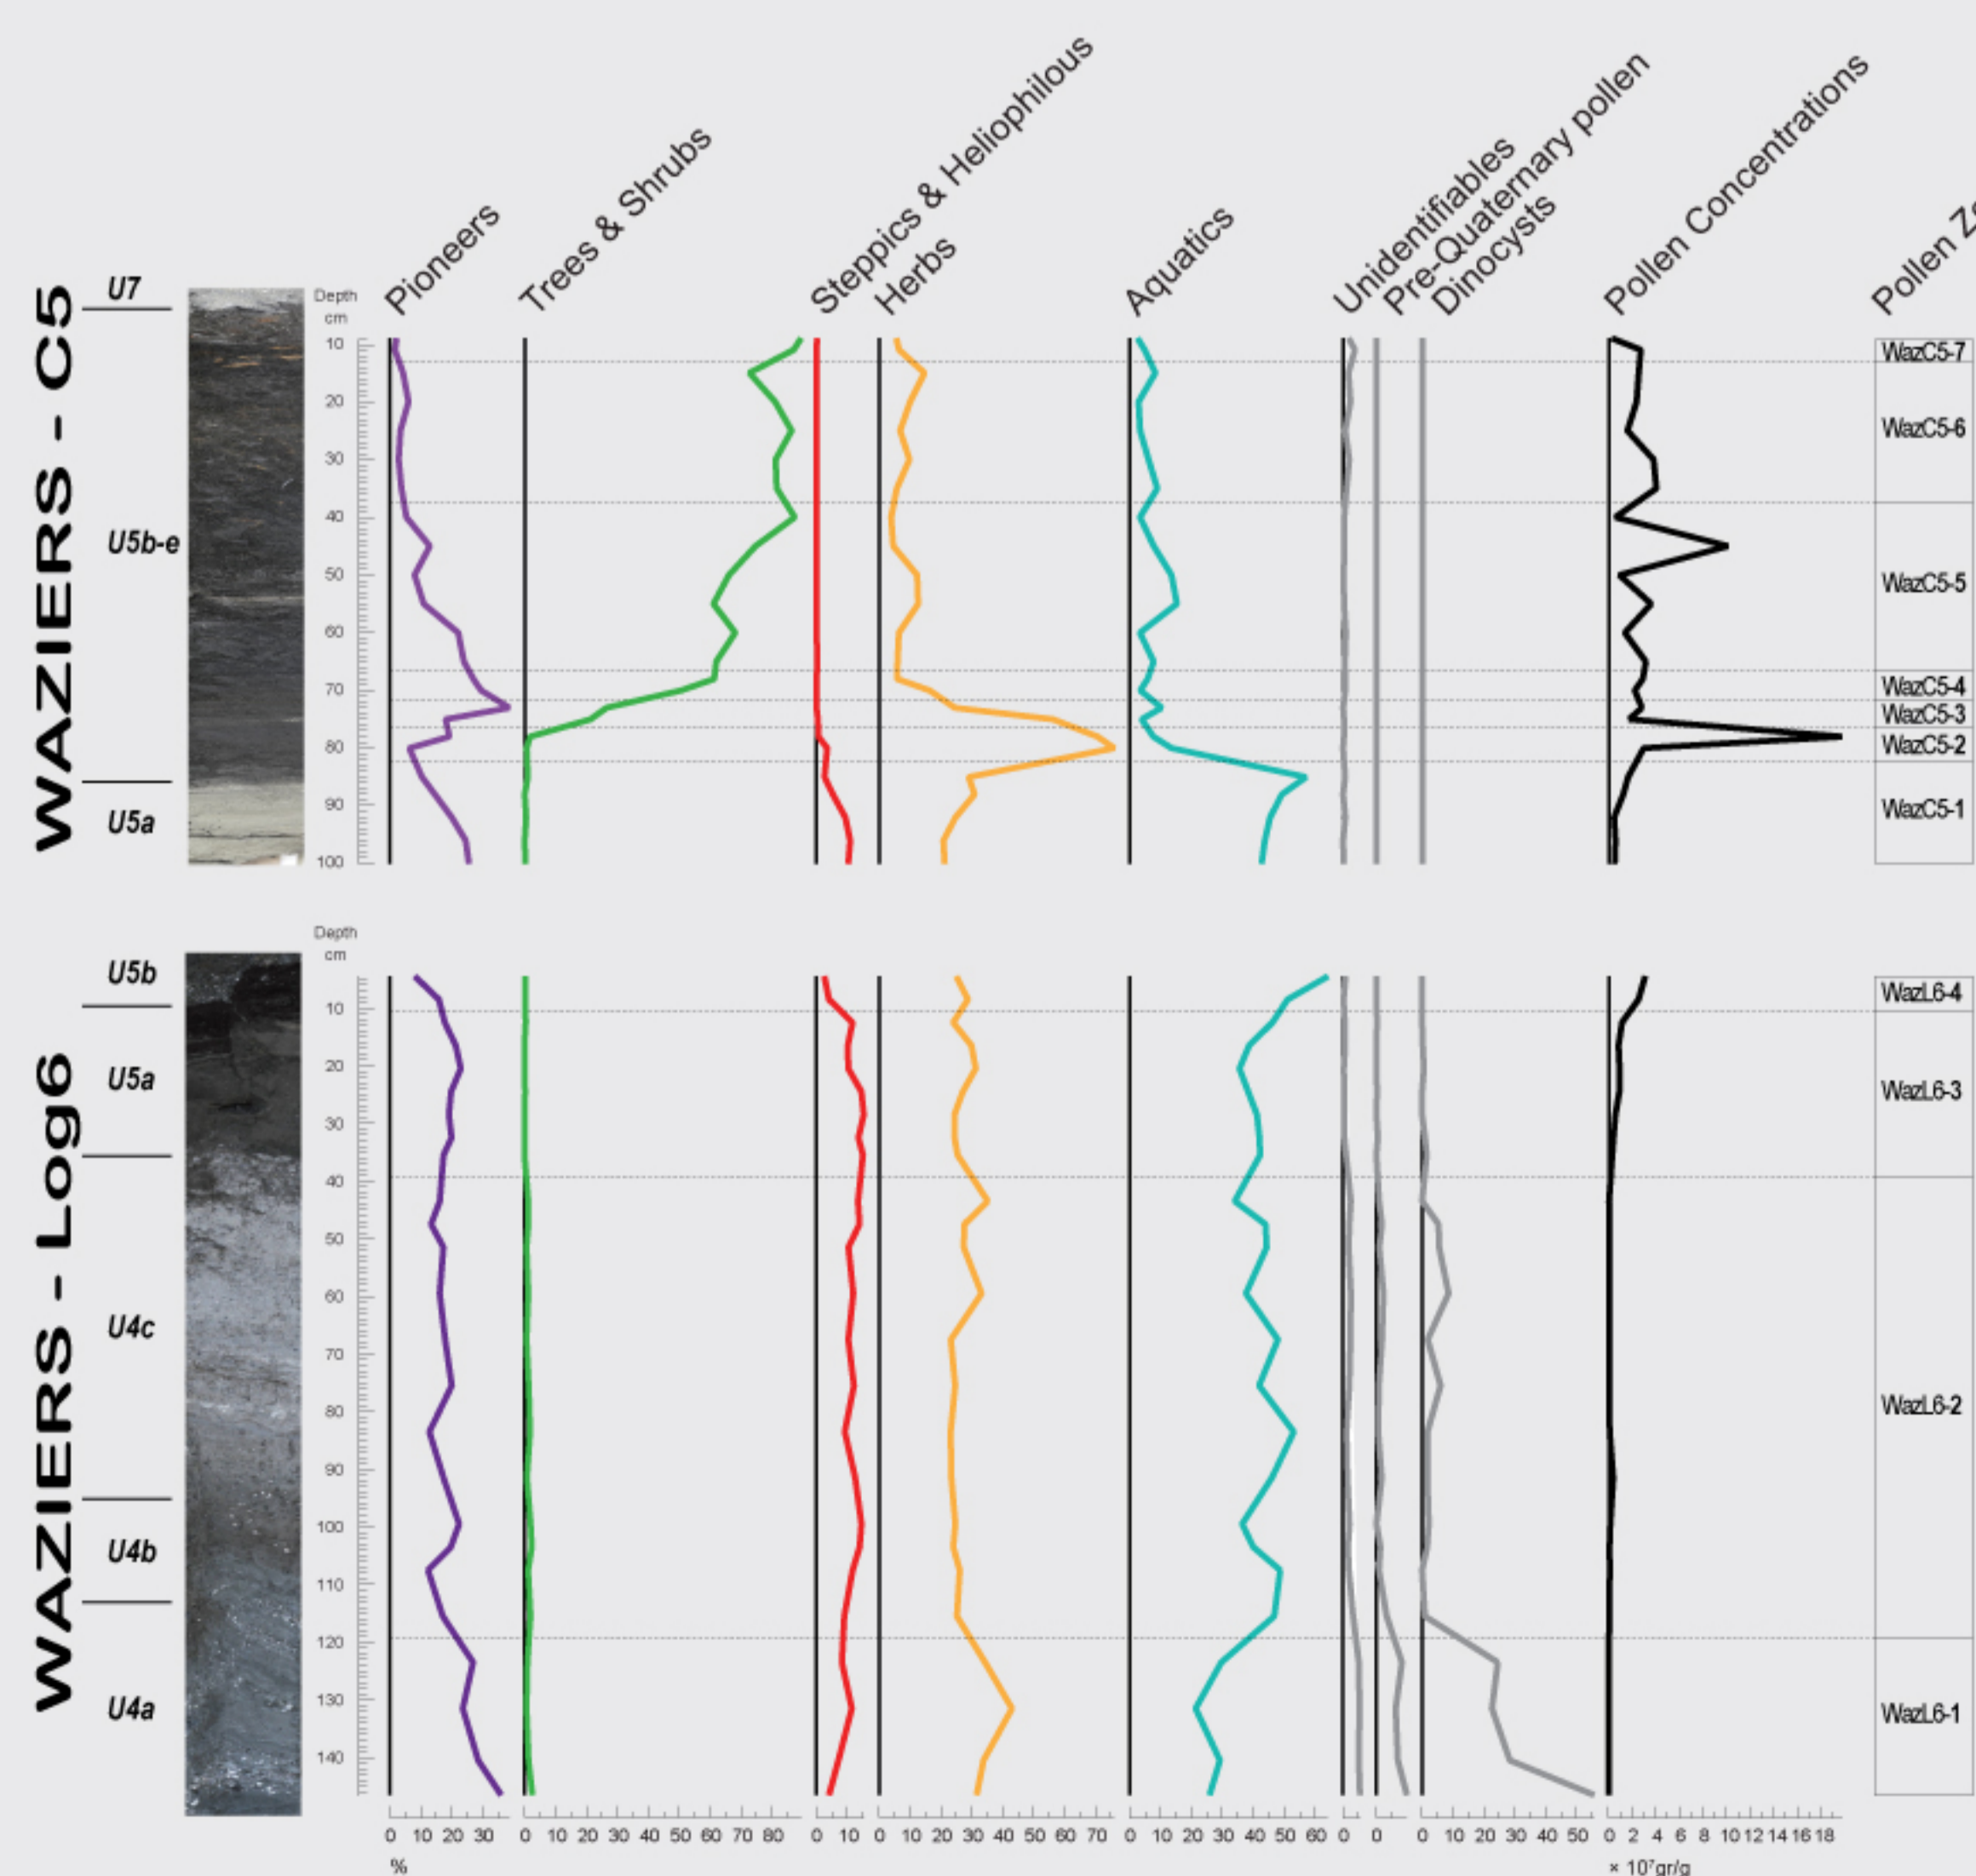 Pioneers
Trees & Shrubs
Steppics & Heliophilous
Herbs
Aquatics
Unidentifiables
Pre-Quaternary pollen
Dinocysts
Pollen Concentrations
Pollen
WAZIERS - C5
U7
U5b-e
U5a
Depth
cm
10
20
30
40
50
60
70
80
90
100
WazC5-7
WazC5-6
WazC5-5
WazC5-4
WazC5-3
WazC5-2
WazC5-1
WAZIERS - Log6
U5b
U5a
U4c
U4b
U4a
Depth
cm
10
20
30
40
50
60
70
80
90
100
110
120
130
140
WazL6-4
WazL6-3
WazL6-2
WazL6-1
0 10 20 30 0 10 20 30 40 50 60 70 80 0 10 0 10 20 30 40 50 60 70 0 10 20 30 40 50 60 0 0 0 10 20 30 40 50 0 2 4 6 8 10 12 14 16 18
% × 10⁷gr/g